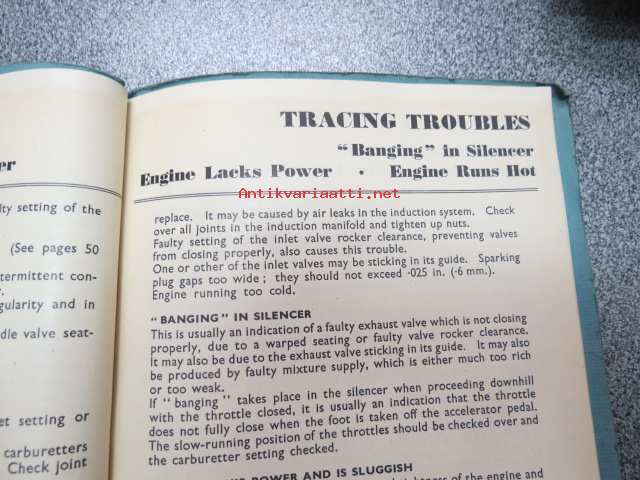 er
lty setting of the
(See pages 50
termittent con-
gularity and in
dle valve seat-
et setting or
carburetters
Check joint
TRACING TROUBLES
"Banging" in Silencer
Engine Lacks Power · Engine Runs Hot
Antikvariaatti.net
replace. It may be caused by air leaks in the induction system. Check
over all joints in the induction manifold and tighten up nuts.
Faulty setting of the inlet valve rocker clearance, preventing valves
from closing properly, also causes this trouble.
One or other of the inlet valves may be sticking in its guide. Sparking
plug gaps too wide; they should not exceed ·025 in. (·6 mm.).
Engine running too cold.
"BANGING" IN SILENCER
This is usually an indication of a faulty exhaust valve which is not closing
properly, due to a warped seating or faulty valve rocker clearance.
It may also be due to the exhaust valve sticking in its guide. It may also
be produced by faulty mixture supply, which is either much too rich
or too weak.
If "banging" takes place in the silencer when proceeding downhill
with the throttle closed, it is usually an indication that the throttle
does not fully close when the foot is taken off the accelerator pedal.
The slow-running position of the throttles should be checked over and
the carburetter setting checked.
POWER AND IS SLUGGISH
of the engine and